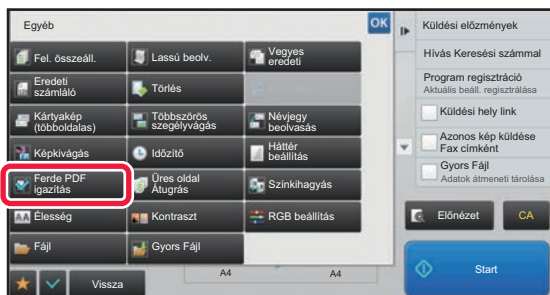 Egyéb
OK
Fel. összeáll.
Lassú beolv.
Vegyes
eredeti
Eredeti
számláló
Törlés
Kártyakép
(többoldalas)
Többszörös
szegélyvágás
Névjegy
beolvasás
Képkivágás
Időzítő
Háttér
beállítás
Ferde PDF
igazítás
Üres oldal
Átugrás
Színkihagyás
AA Élesség
Kontraszt
RGB beállítás
Fájl
Gyors Fájl
Vissza
A4
A4
Küldési előzmények
Hívás Keresési számmal
Program regisztráció
Aktuális beáll. regisztrálása
Küldési hely link
Azonos kép küldése
Fax címként
Gyors Fájl
Adatok átmeneti tárolása
Előnézet
CA
Start